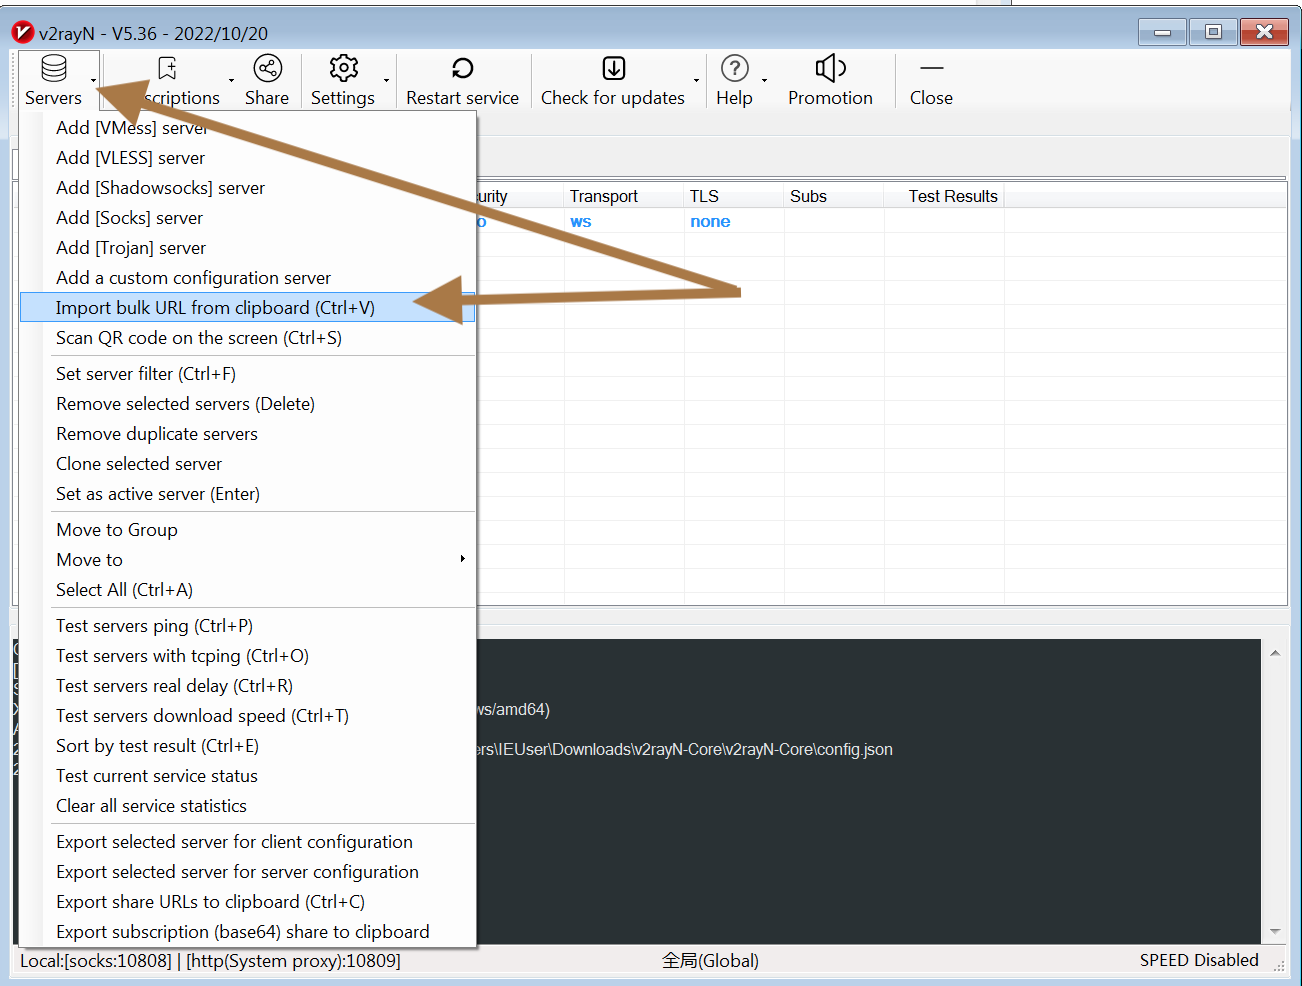 v2rayN - V5.36 - 2022/10/20
Servers
scriptions
Share
Settings
Restart service
Check for updates
Help
Promotion
Close
Add [VMess] server
Add [VLESS] server
Add [Shadowsocks] server
Add [Socks] server
Add [Trojan] server
Add a custom configuration server
Import bulk URL from clipboard (Ctrl+V)
Scan QR code on the screen (Ctrl+S)
Set server filter (Ctrl+F)
Remove selected servers (Delete)
Remove duplicate servers
Clone selected server
Set as active server (Enter)
Move to Group
Move to
Select All (Ctrl+A)
Test servers ping (Ctrl+P)
Test servers with tcping (Ctrl+O)
Test servers real delay (Ctrl+R)
Test servers download speed (Ctrl+T)
Sort by test result (Ctrl+E)
Test current service status
Clear all service statistics
Export selected server for client configuration
Export selected server for server configuration
Export share URLs to clipboard (Ctrl+C)
Export subscription (base64) share to clipboard
urity Transport TLS Subs Test Results
o ws none
ws/amd64)
ers\IEUser\Downloads\v2rayN-Core\v2rayN-Core\config.json
Local:[socks:10808] | [http(System proxy):10809] 全局(Global) SPEED Disabled